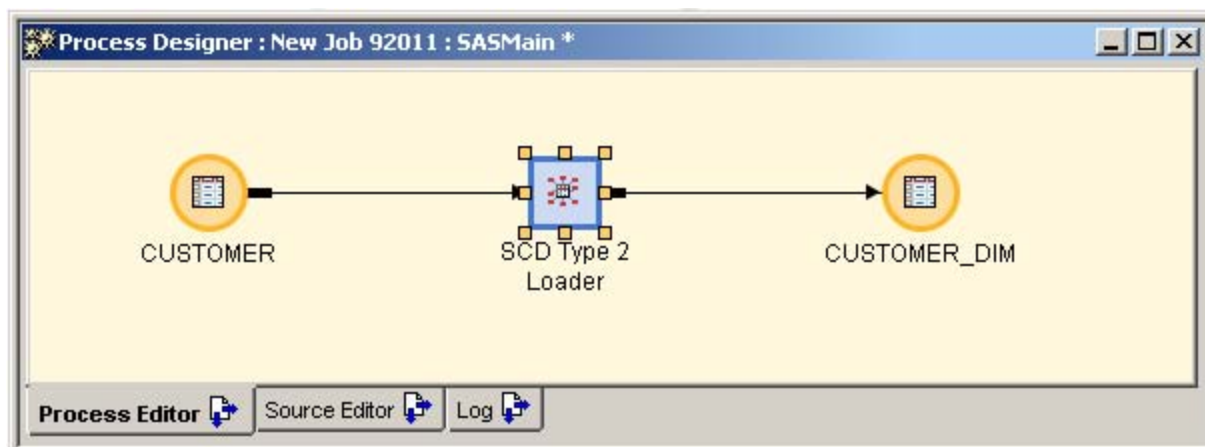 Process Designer : New Job 92011 : SASMain *
CUSTOMER
SCD Type 2
Loader
CUSTOMER_DIM
Process Editor
Source Editor
Log